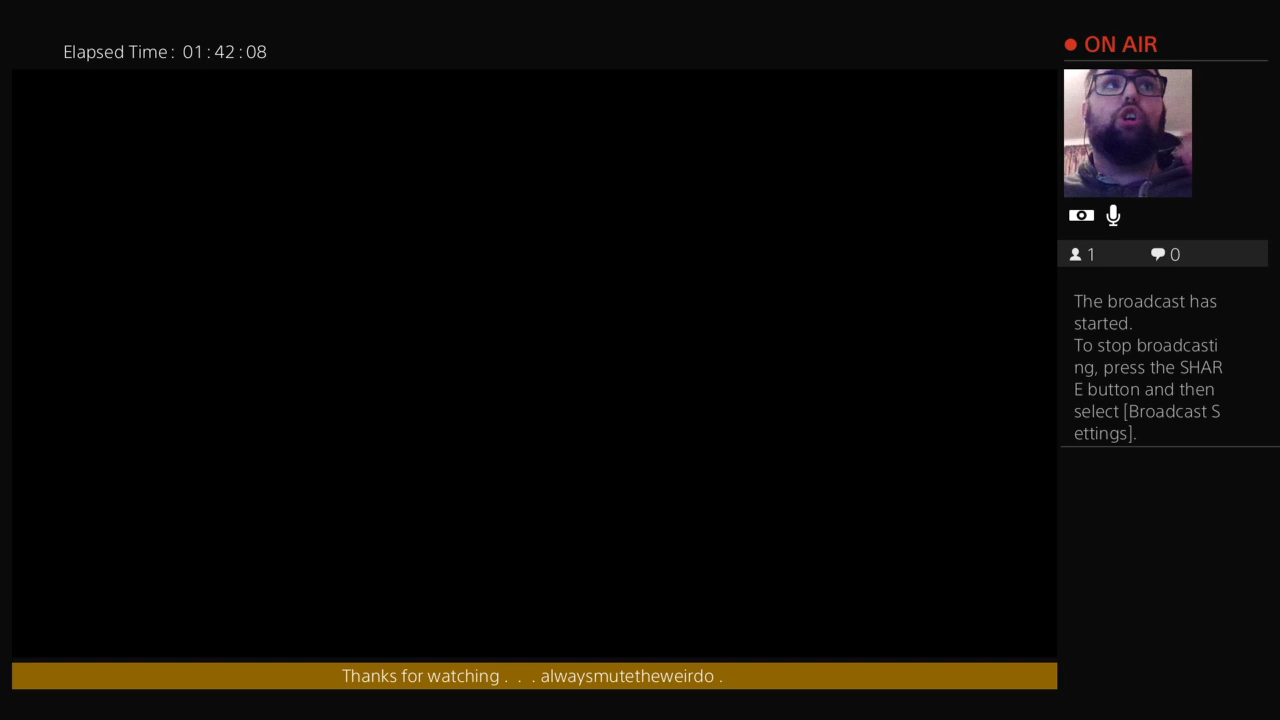 Elapsed Time: 01:42:08
ON AIR
1 0
The broadcast has
started.
To stop broadcasti
ng, press the SHAR
E button and then
select [Broadcast S
ettings].
Thanks for watching . . . alwaysmutetheweirdo .